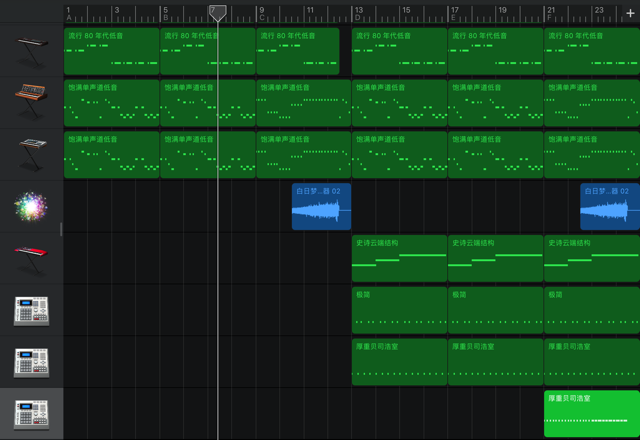 1 3 5 7 9 11 13 15 17 19 21 23
A B C D E F
流行 80 年代低音 流行 80 年代低音 流行 80 年代低音 流行 80 年代低音 流行 80 年代低音 流行 80 年代低音
饱满单声道低音 饱满单声道低音 饱满单声道低音 饱满单声道低音 饱满单声道低音 饱满单声道低音
饱满单声道低音 饱满单声道低音 饱满单声道低音 饱满单声道低音 饱满单声道低音 饱满单声道低音
白日梦...器 02 白日梦...器 02
史诗云端结构 史诗云端结构 史诗云端结构
极简 极简 极简
厚重贝司浩室 厚重贝司浩室 厚重贝司浩室
厚重贝司浩室